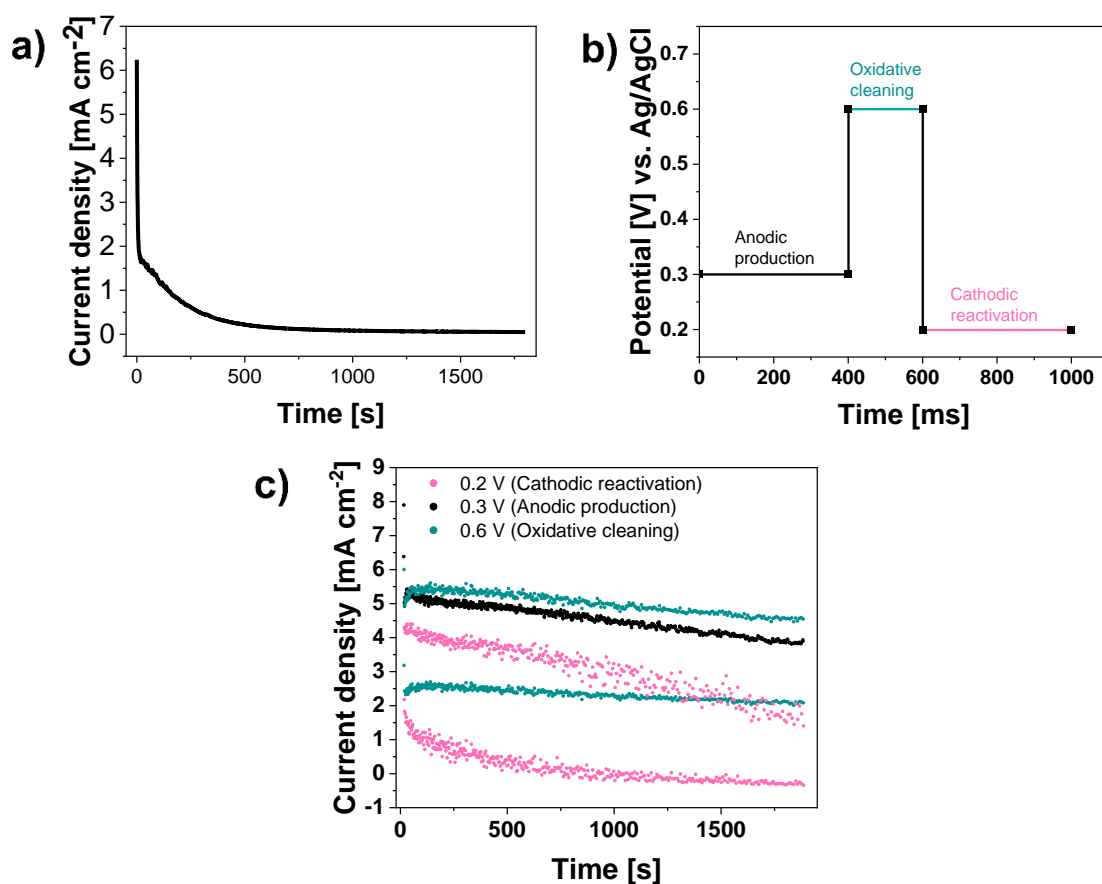 a)
Current density [mA cm⁻²]
7
6
5
4
3
2
1
0
0 500 1000 1500
Time [s]
b)
Potential [V] vs. Ag/AgCl
0.7
0.6
0.5
0.4
0.3
0.2
Oxidative
cleaning
Anodic
production
Cathodic
reactivation
0 200 400 600 800 1000
Time [ms]
c)
Current density [mA cm⁻²]
9
8
7
6
5
4
3
2
1
0
-1
0.2 V (Cathodic reactivation)
0.3 V (Anodic production)
0.6 V (Oxidative cleaning)
0 500 1000 1500
Time [s]